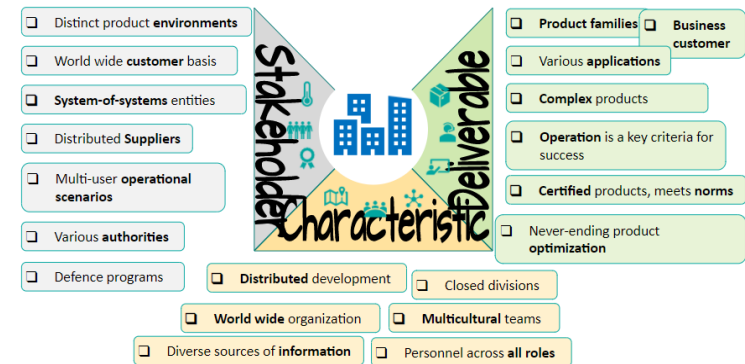 ❑ Distinct product environments
❑ World wide customer basis
❑ System-of-systems entities
❑ Distributed Suppliers
❑ Multi-user operational
scenarios
❑ Various authorities
❑ Defence programs
Stakeholder
Characteristic
Deliverable
❑ Product families
❑ Business
customer
❑ Various applications
❑ Complex products
❑ Operation is a key criteria for
success
❑ Certified products, meets norms
❑ Never-ending product
optimization
❑ Distributed development
❑ Closed divisions
❑ World wide organization
❑ Multicultural teams
❑ Diverse sources of information
❑ Personnel across all roles